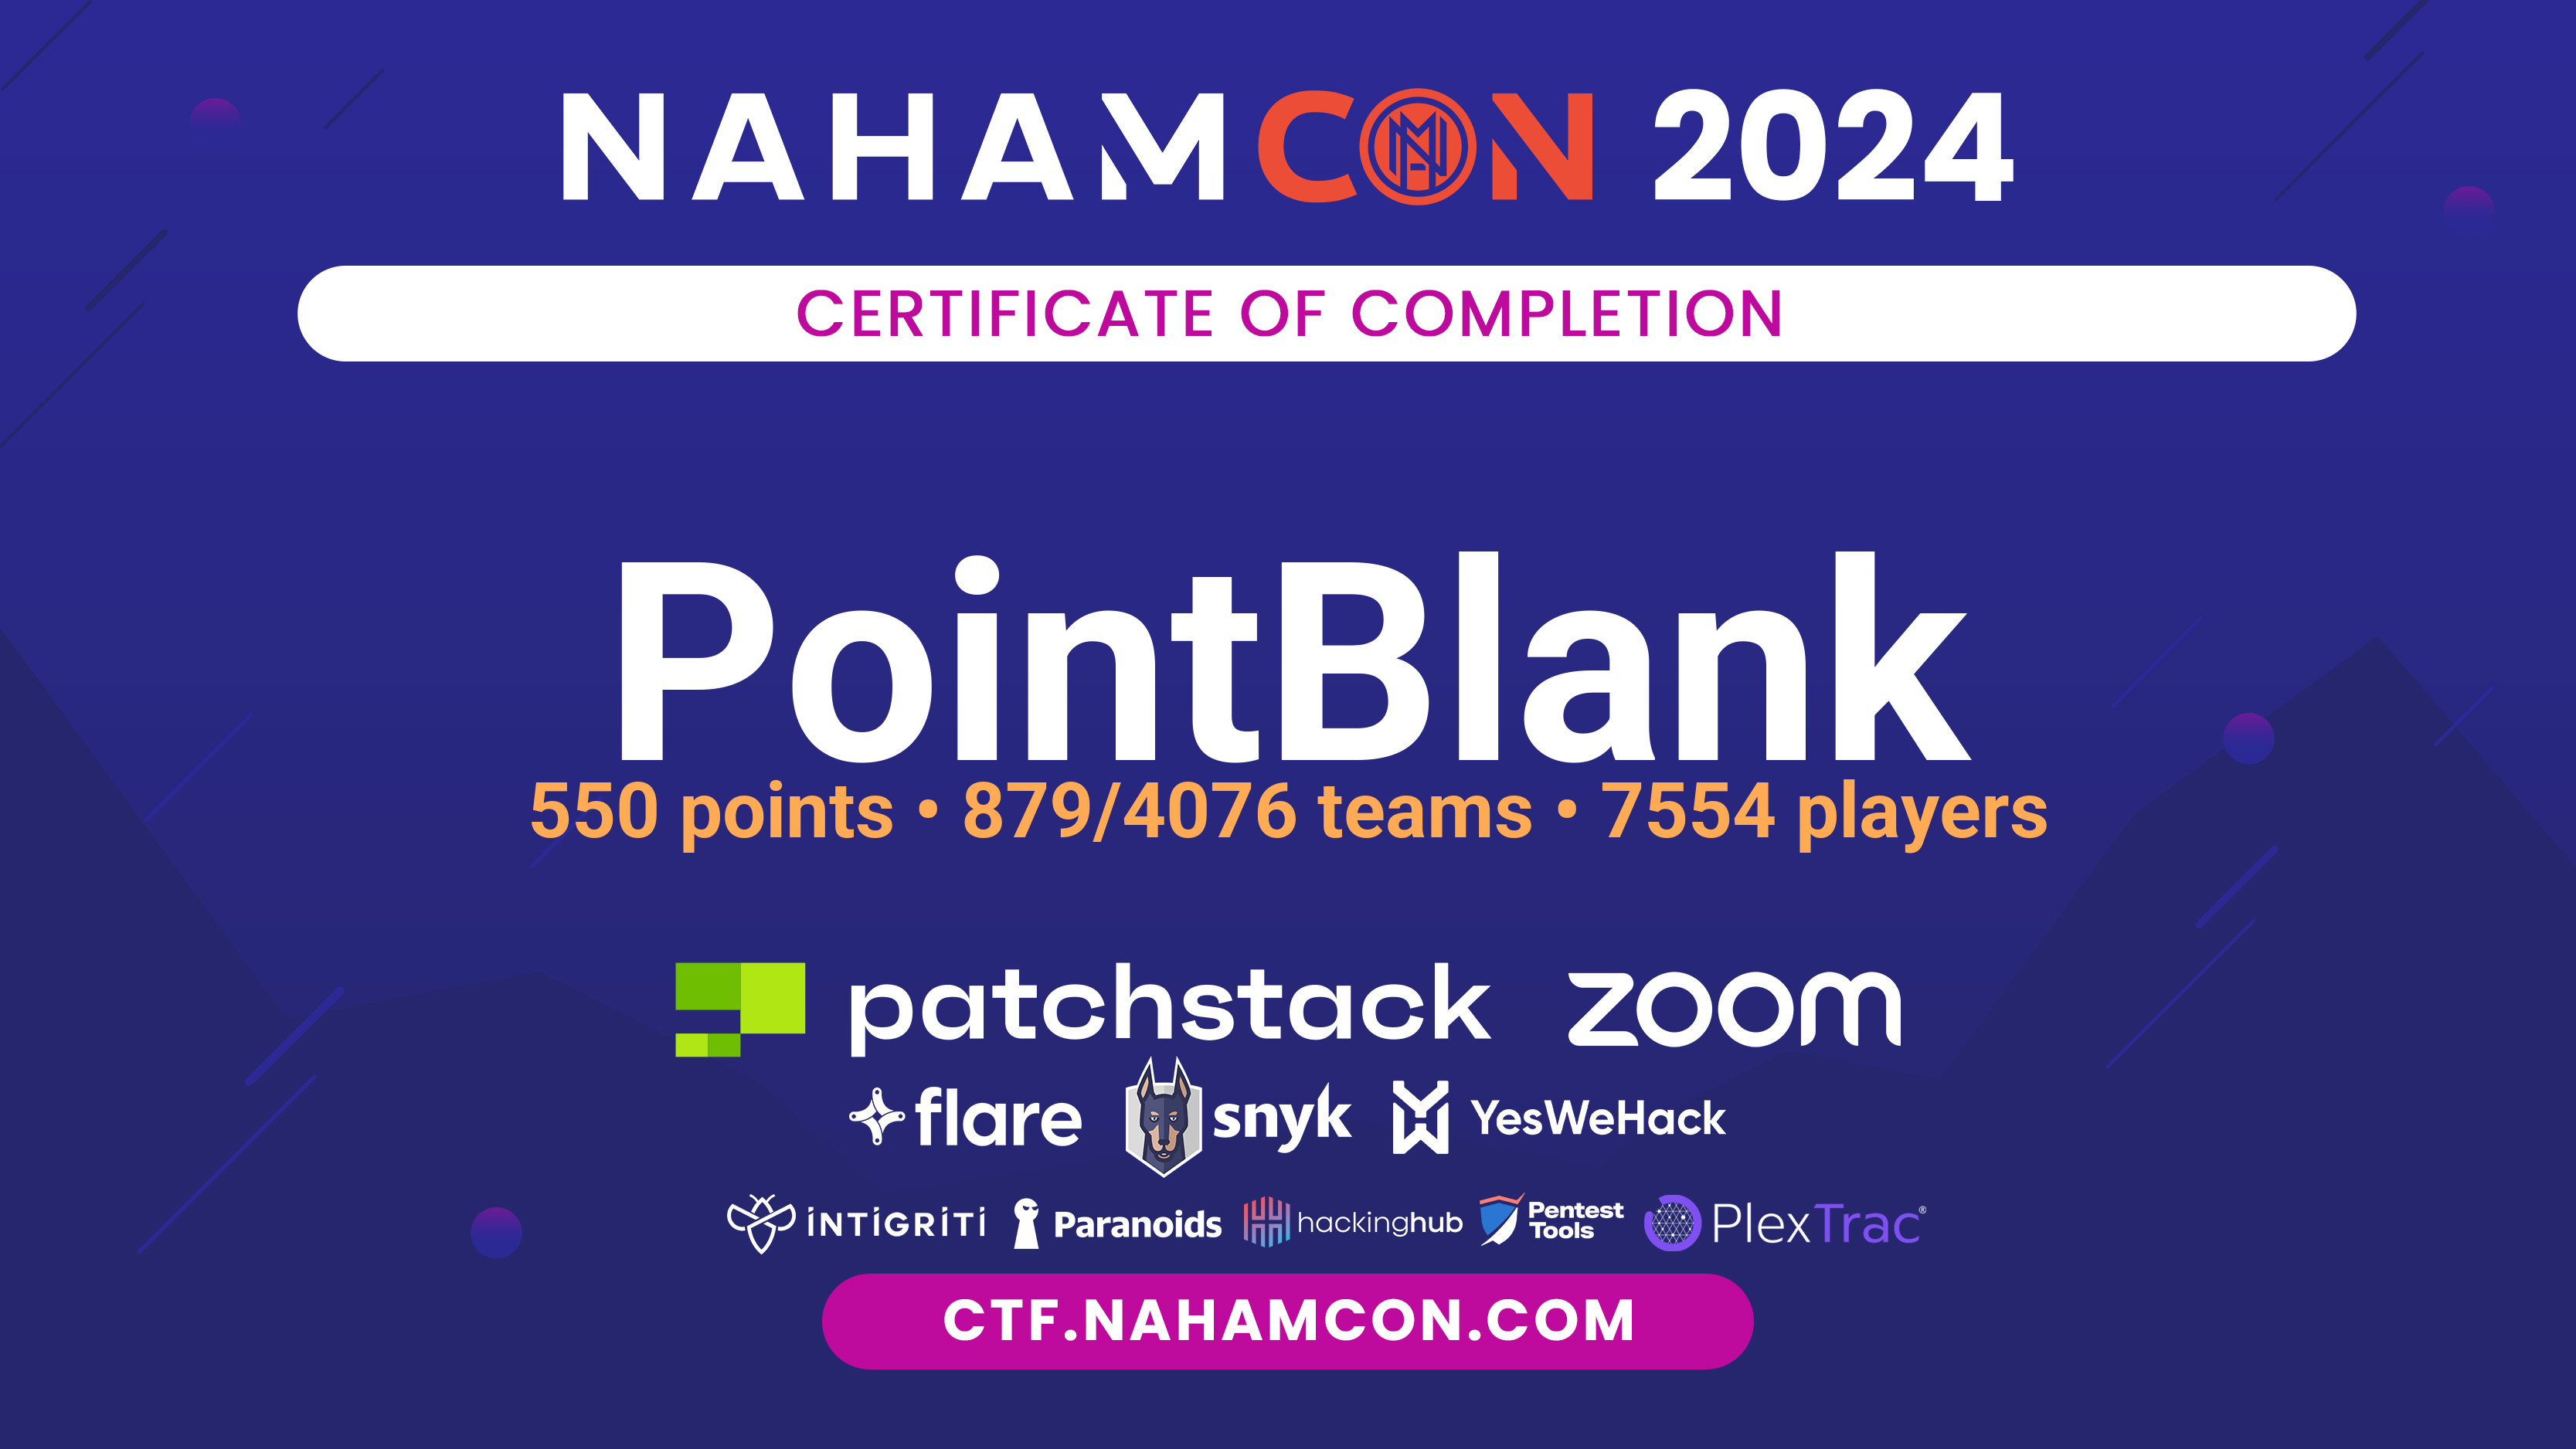 NAHAMCON 2024
CERTIFICATE OF COMPLETION
PointBlank
550 points • 879/4076 teams • 7554 players
patchstack zoom
flare snyk YesWeHack
INTIGRITI Paranoids hackinghub Pentest Tools PlexTrac®
CTF.NAHAMCON.COM